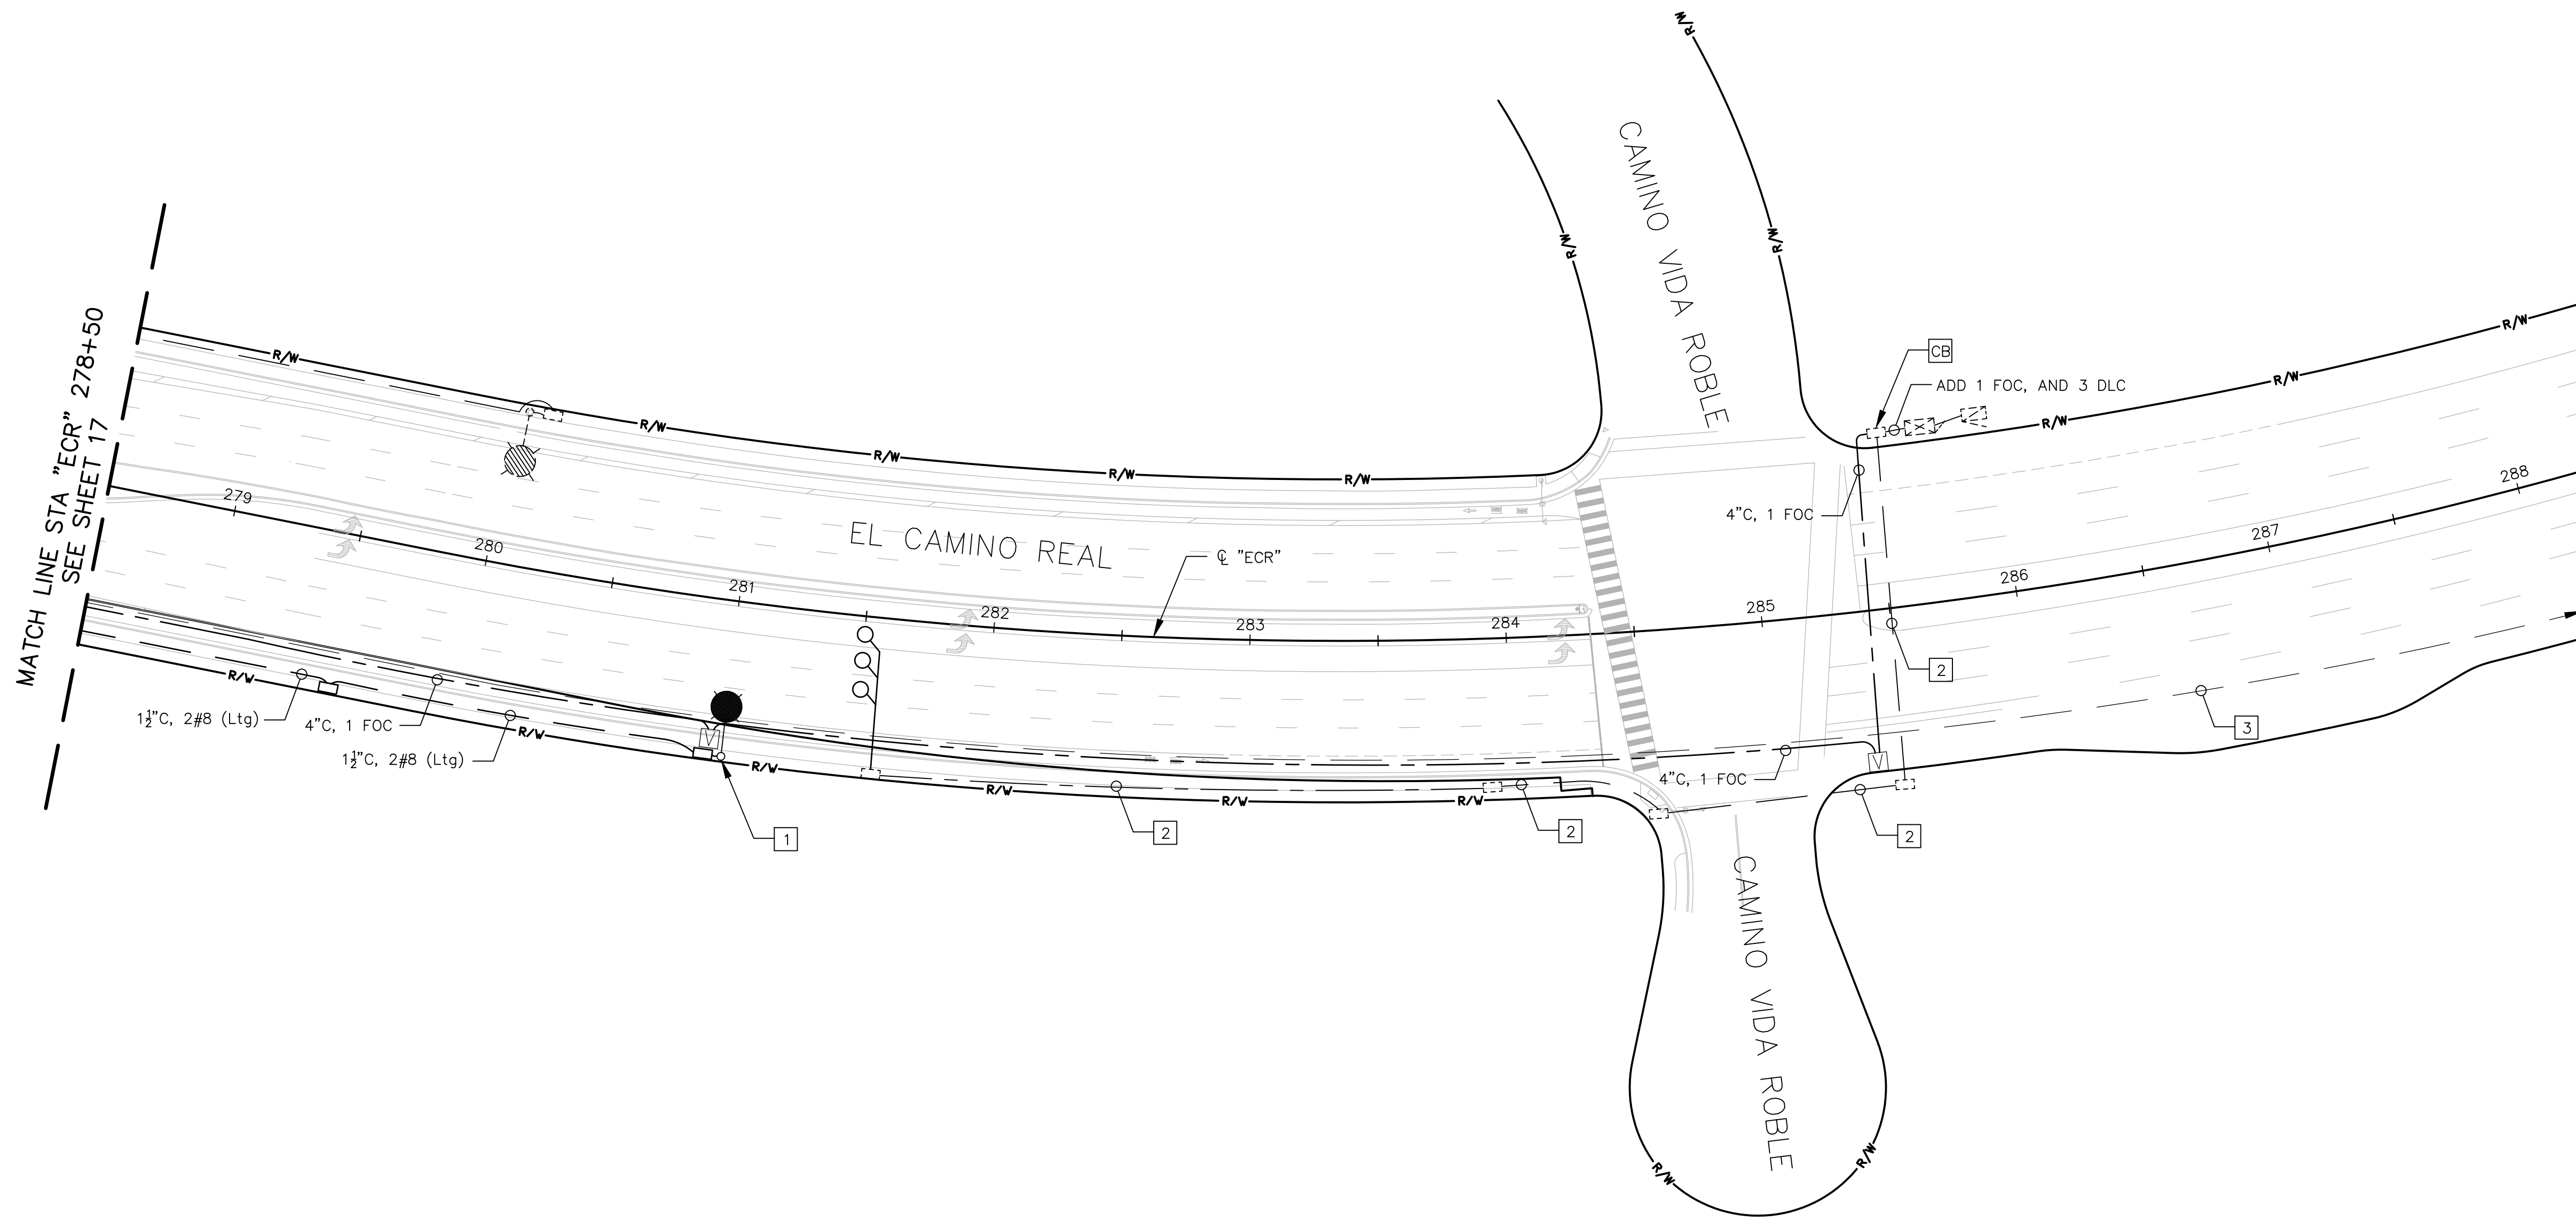 MATCH LINE STA "ECR" 278+50
SEE SHEET 17
R/W
R/W
R/W
R/W
R/W
R/W
R/W
R/W
R/W
R/W
R/W
CAMINO VIDA ROBLE
CB
ADD 1 FOC, AND 3 DLC
4"C, 1 FOC
EL CAMINO REAL
℄ "ECR"
279
280
281
282
283
284
285
286
287
288
2
3
R/W
1½"C, 2#8 (Ltg)
4"C, 1 FOC
1½"C, 2#8 (Ltg)
R/W
R/W
1
R/W
R/W
R/W
2
2
4"C, 1 FOC
2
CAMINO VIDA ROBLE
R/W
R/W